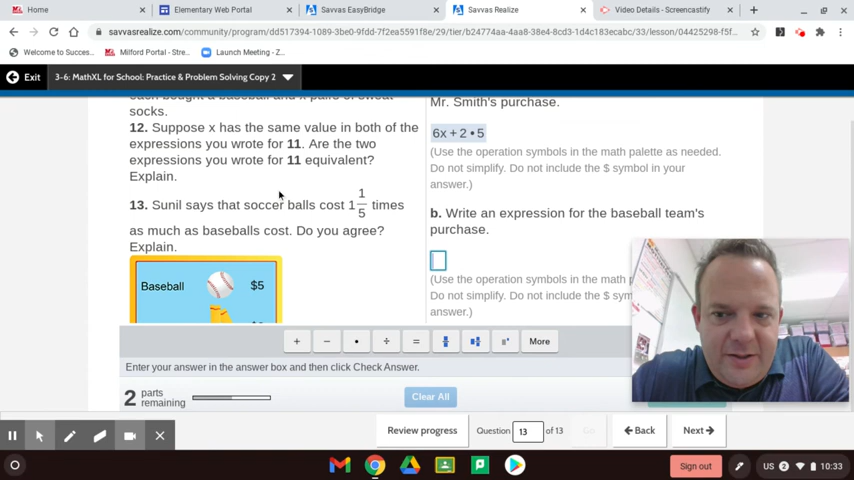 Home
Elementary Web Portal
Savvas EasyBridge
Savvas Realize
Video Details - Screencastify
savvasrealize.com/community/program/dd517394-1089-3be0-9fdd-7f2ea5591f8e/29/tier/b24774aa-4aa8-38e4-8cd3-1d4c183ecabc/33/lesson/04425298-f5f...
Welcome to Succes...
Milford Portal - Stre...
Launch Meeting - Z...
Exit
3-6: MathXL for School: Practice & Problem Solving Copy 2
each bought a baseball and x pairs of sweat
socks.
12. Suppose x has the same value in both of the
expressions you wrote for 11. Are the two
expressions you wrote for 11 equivalent?
Explain.
13. Sunil says that soccer balls cost 1 1/5 times
as much as baseballs cost. Do you agree?
Explain.
Baseball $5
Mr. Smith's purchase.
6x + 2 • 5
(Use the operation symbols in the math palette as needed.
Do not simplify. Do not include the $ symbol in your
answer.)
b. Write an expression for the baseball team's
purchase.
(Use the operation symbols in the math
Do not simplify. Do not include the $ sym
answer.)
+ − • ÷ = More
Enter your answer in the answer box and then click Check Answer.
2 parts
remaining
Clear All
Review progress
Question 13 of 13
Go
Back
Next
Sign out
US 2 10:33